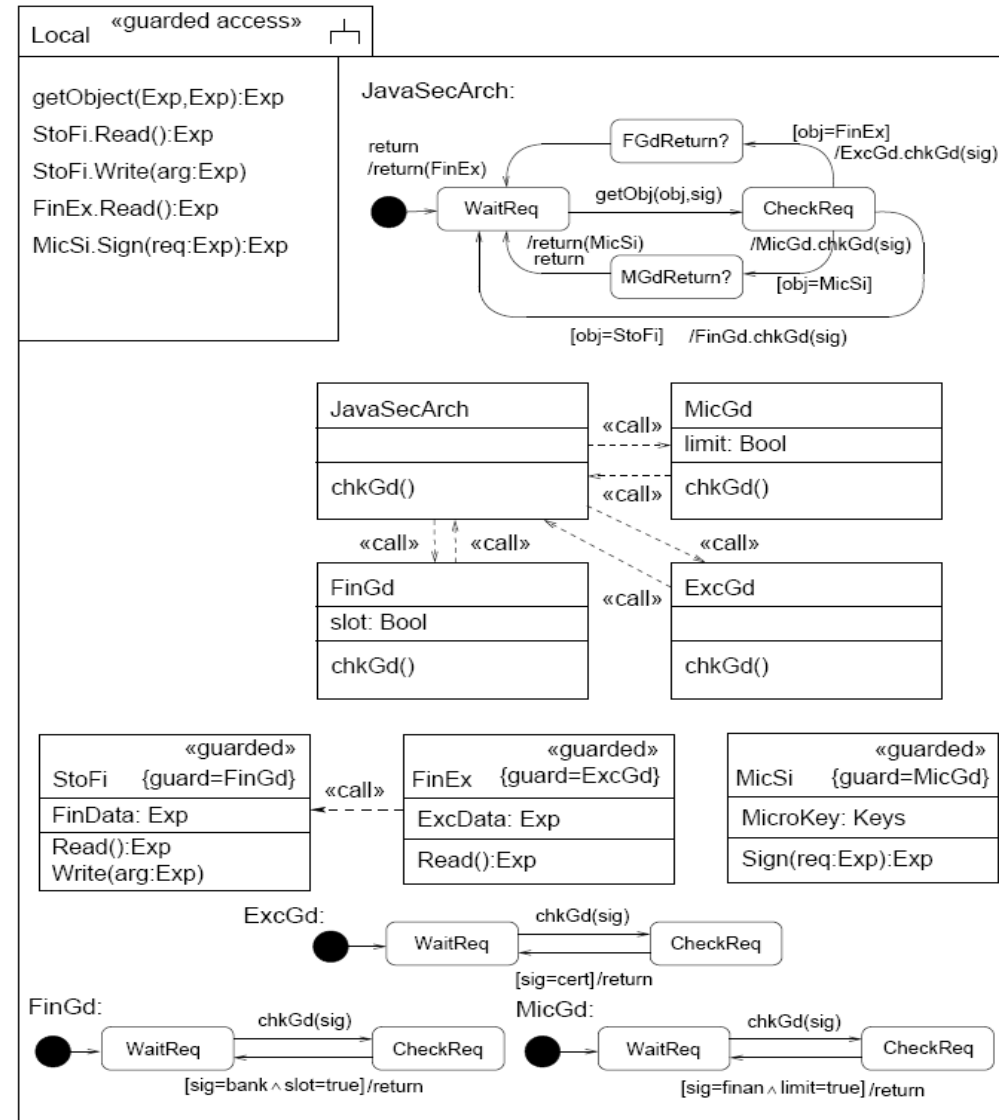 Local «guarded access»
getObject(Exp,Exp):Exp
StoFi.Read():Exp
StoFi.Write(arg:Exp)
FinEx.Read():Exp
MicSi.Sign(req:Exp):Exp
JavaSecArch:
return
/return(FinEx)
FGdReturn?
[obj=FinEx]
/ExcGd.chkGd(sig)
WaitReq
getObj(obj,sig)
CheckReq
/return(MicSi)
return
MGdReturn?
/MicGd.chkGd(sig)
[obj=MicSi]
[obj=StoFi] /FinGd.chkGd(sig)
JavaSecArch
chkGd()
«call»
«call»
MicGd
limit: Bool
chkGd()
«call» «call»
«call»
«call»
FinGd
slot: Bool
chkGd()
ExcGd
chkGd()
«guarded»
StoFi {guard=FinGd}
FinData: Exp
Read():Exp
Write(arg:Exp)
«call»
«guarded»
FinEx {guard=ExcGd}
ExcData: Exp
Read():Exp
«guarded»
MicSi {guard=MicGd}
MicroKey: Keys
Sign(req:Exp):Exp
ExcGd:
WaitReq
chkGd(sig)
CheckReq
[sig=cert]/return
FinGd:
WaitReq
chkGd(sig)
CheckReq
[sig=bank∧slot=true]/return
MicGd:
WaitReq
chkGd(sig)
CheckReq
[sig=finan∧limit=true]/return